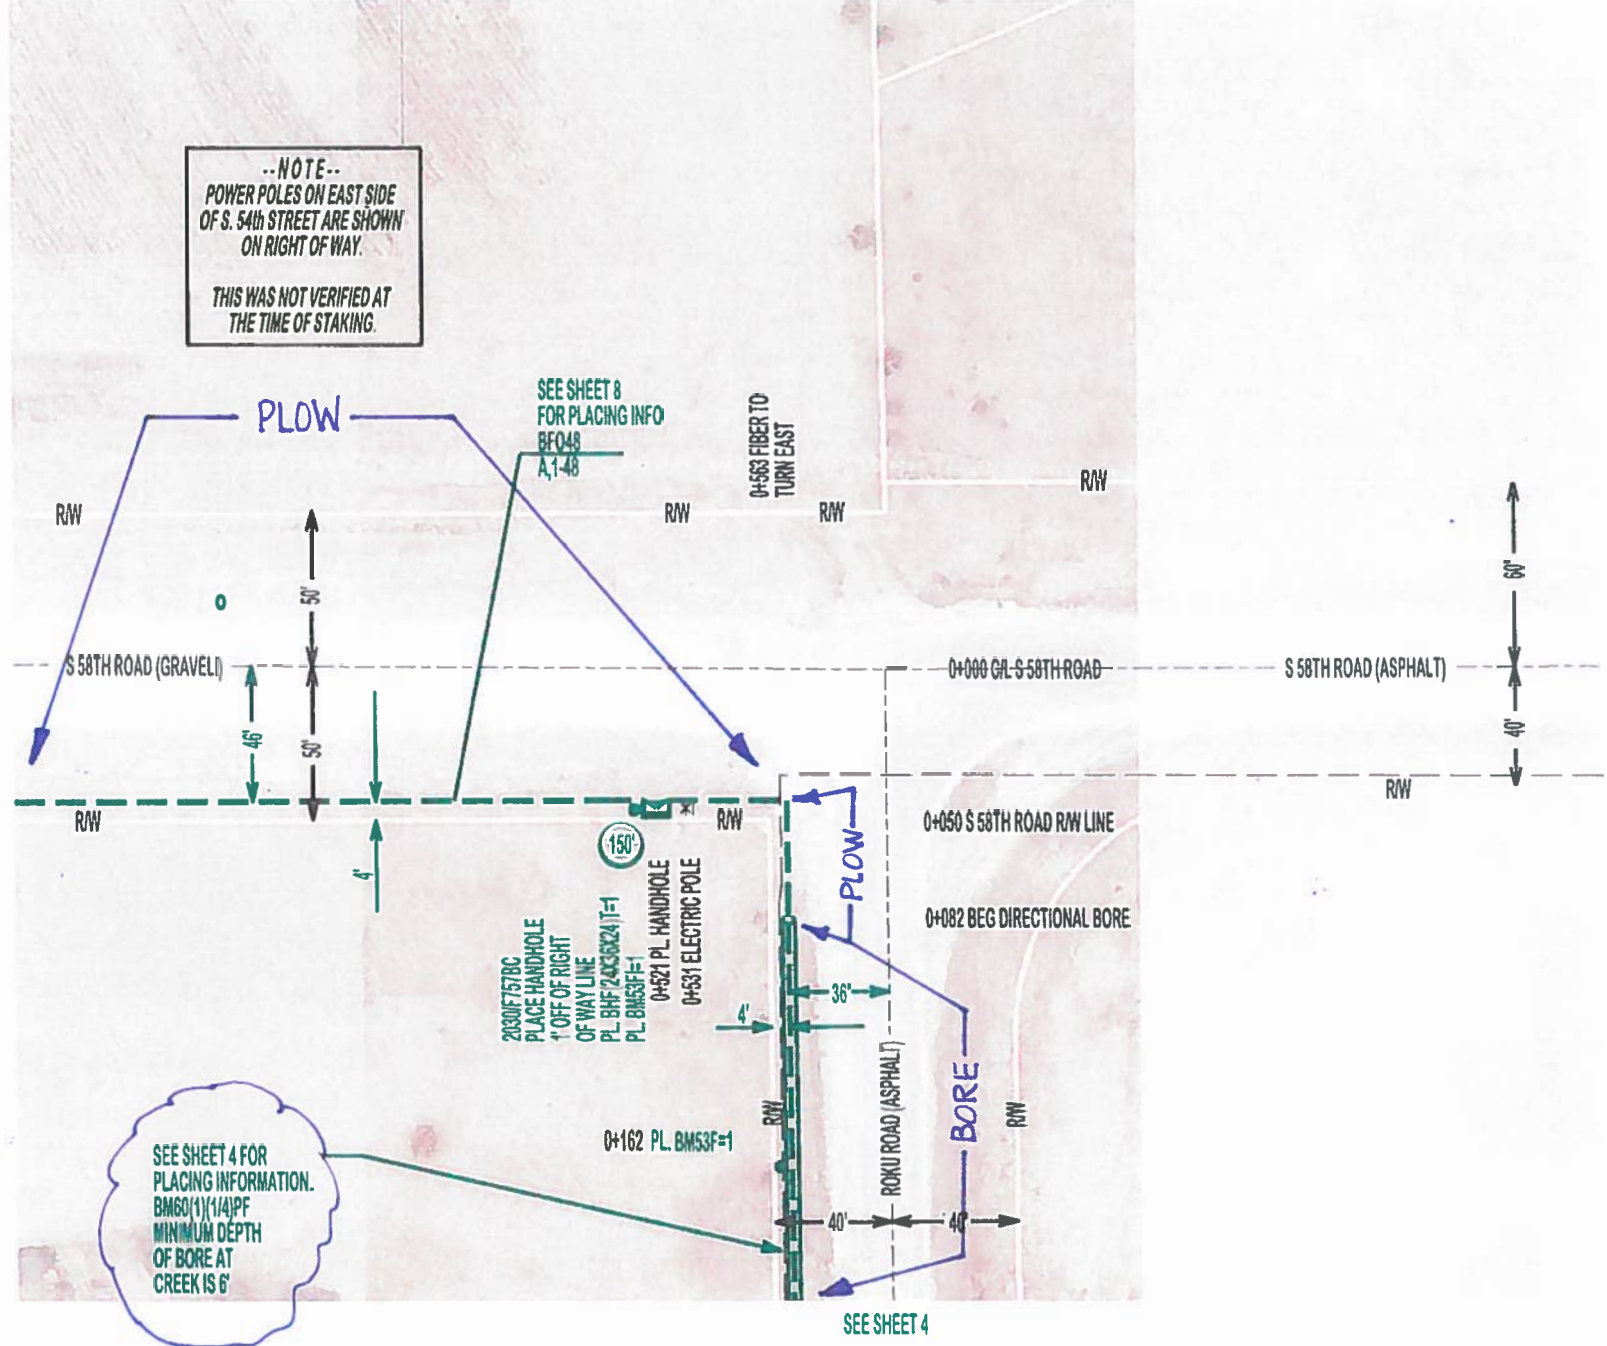 --NOTE--
POWER POLES ON EAST SIDE
OF S. 54th STREET ARE SHOWN
ON RIGHT OF WAY.
THIS WAS NOT VERIFIED AT
THE TIME OF STAKING.
PLOW
SEE SHEET 8
FOR PLACING INFO
BFO48
A,1-48
0+563 FIBER TO
TURN EAST
R/W
R/W
R/W
R/W
50'
60'
S 58TH ROAD (GRAVEL)
0+000 C/L S 58TH ROAD
S 58TH ROAD (ASPHALT)
46'
50'
40'
R/W
R/W
R/W
4'
150'
PLOW
0+050 S 58TH ROAD R/W LINE
0+082 BEG DIRECTIONAL BORE
2030/F757BC
PLACE HANDHOLE
1' OFF OF RIGHT
OF WAY LINE
PL. BHF(24X36X24)T=1
PL. BM53F=1
0+521 PL. HANDHOLE
0+531 ELECTRIC POLE
36'
4'
ROKU ROAD (ASPHALT)
BORE
R/W
R/W
0+162 PL. BM53F=1
SEE SHEET 4 FOR
PLACING INFORMATION.
BM60(1)(1/4)PF
MINIMUM DEPTH
OF BORE AT
CREEK IS 6'
40'
40'
SEE SHEET 4